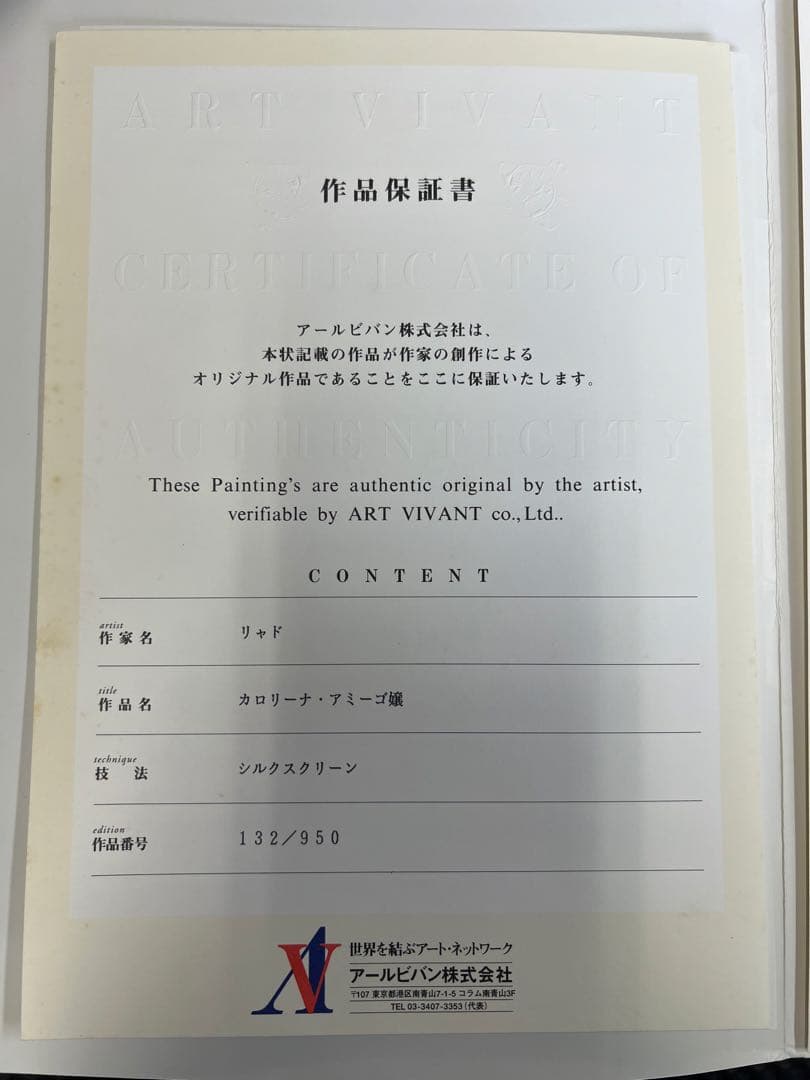 ART VIVANT
作品保証書
CERTIFICATE OF
アールビバン株式会社は、
本状記載の作品が作家の創作による
オリジナル作品であることをここに保証いたします。
AUTHENTICITY
These Painting's are authentic original by the artist,
verifiable by ART VIVANT co., Ltd..
CONTENT
artist
作家名 リャド
title
作品名 カロリーナ・アミーゴ嬢
technique
技法 シルクスクリーン
edition
作品番号 132/950
AV
世界を結ぶアート・ネットワーク
アールビバン株式会社
〒107 東京都港区南青山7-1-5 コラム南青山3F
TEL 03-3407-3353(代表)